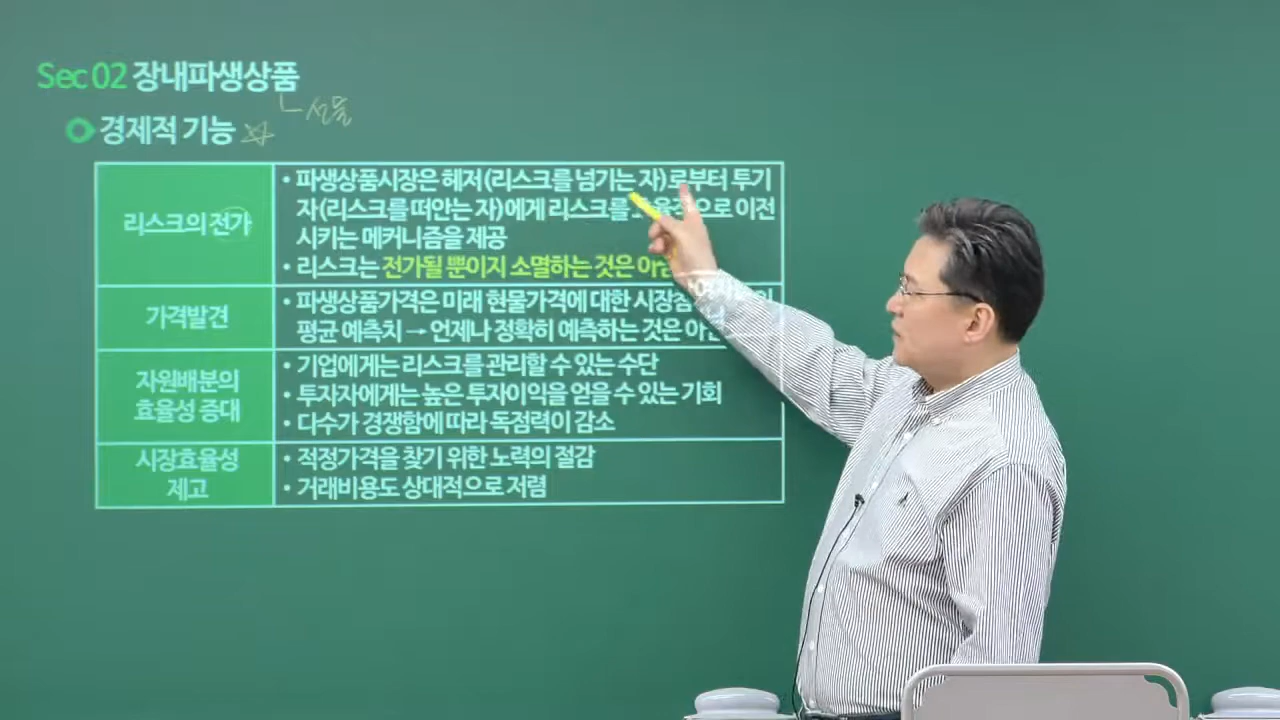 Sec 02 장내파생상품
선물
경제적 기능
리스크의 전가
• 파생상품시장은 헤저(리스크를 넘기는 자)로부터 투기
자(리스크를 떠안는 자)에게 리스크를 으로 이전
시키는 메커니즘을 제공
• 리스크는 전가될 뿐이지 소멸하는 것은
가격발견
• 파생상품가격은 미래 현물가격에 대한
평균 예측치 → 언제나 정확히 예측하는 것은
자원배분의
효율성 증대
• 기업에게는 리스크를 관리할 수 있는 수단
• 투자자에게는 높은 투자이익을 얻을 수 있는 기회
• 다수가 경쟁함에 따라 독점력이 감소
시장효율성
제고
• 적정가격을 찾기 위한 노력의 절감
• 거래비용도 상대적으로 저렴